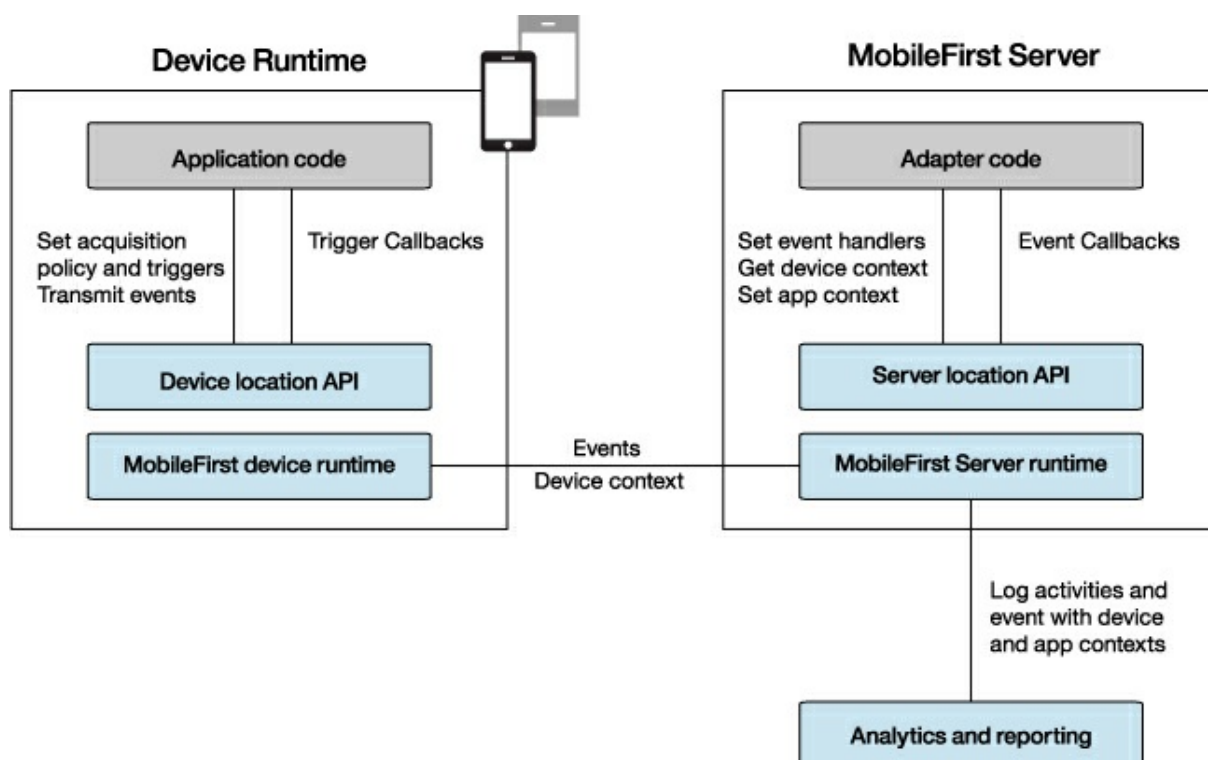 Device Runtime
Application code
Set acquisition
policy and triggers
Transmit events
Trigger Callbacks
Device location API
MobileFirst device runtime
Events
Device context
MobileFirst Server
Adapter code
Set event handlers
Get device context
Set app context
Event Callbacks
Server location API
MobileFirst Server runtime
Log activities and
event with device
and app contexts
Analytics and reporting